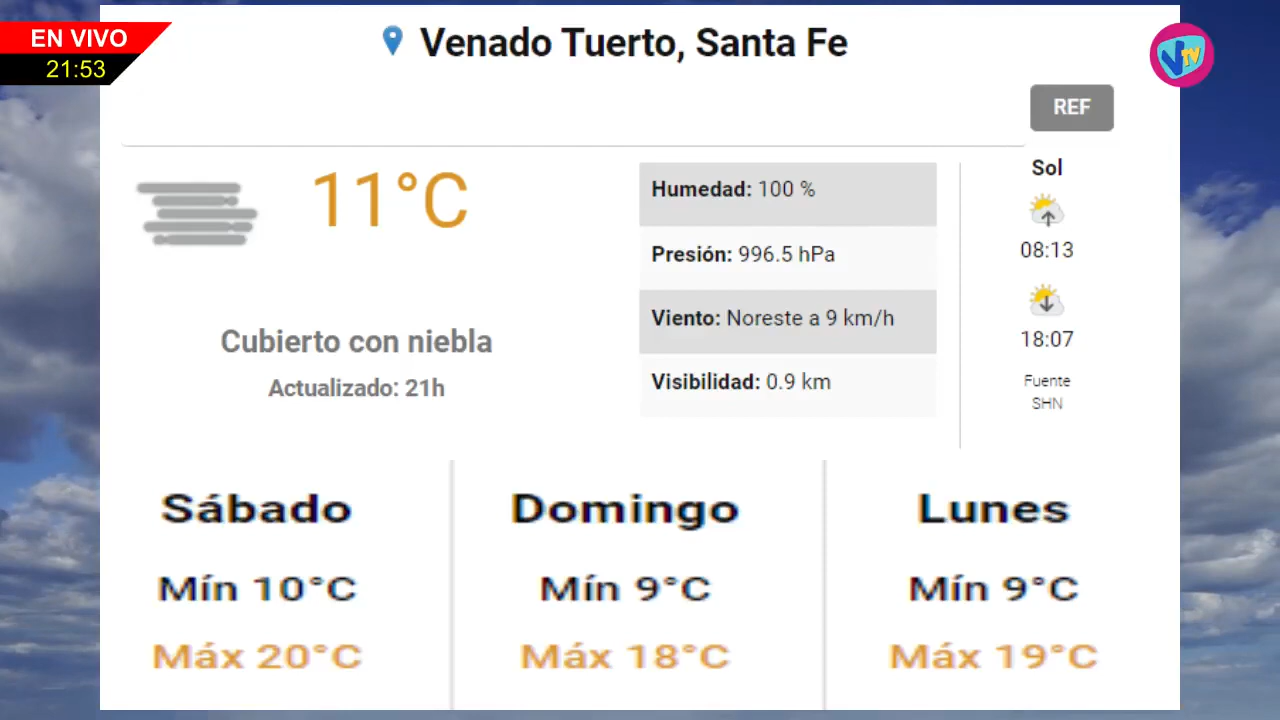 EN VIVO
21:53
Venado Tuerto, Santa Fe
VTV
REF
11°C
Cubierto con niebla
Actualizado: 21h
Humedad: 100 %
Presión: 996.5 hPa
Viento: Noreste a 9 km/h
Visibilidad: 0.9 km
Sol
08:13
18:07
Fuente
SHN
Sábado
Mín 10°C
Máx 20°C
Domingo
Mín 9°C
Máx 18°C
Lunes
Mín 9°C
Máx 19°C